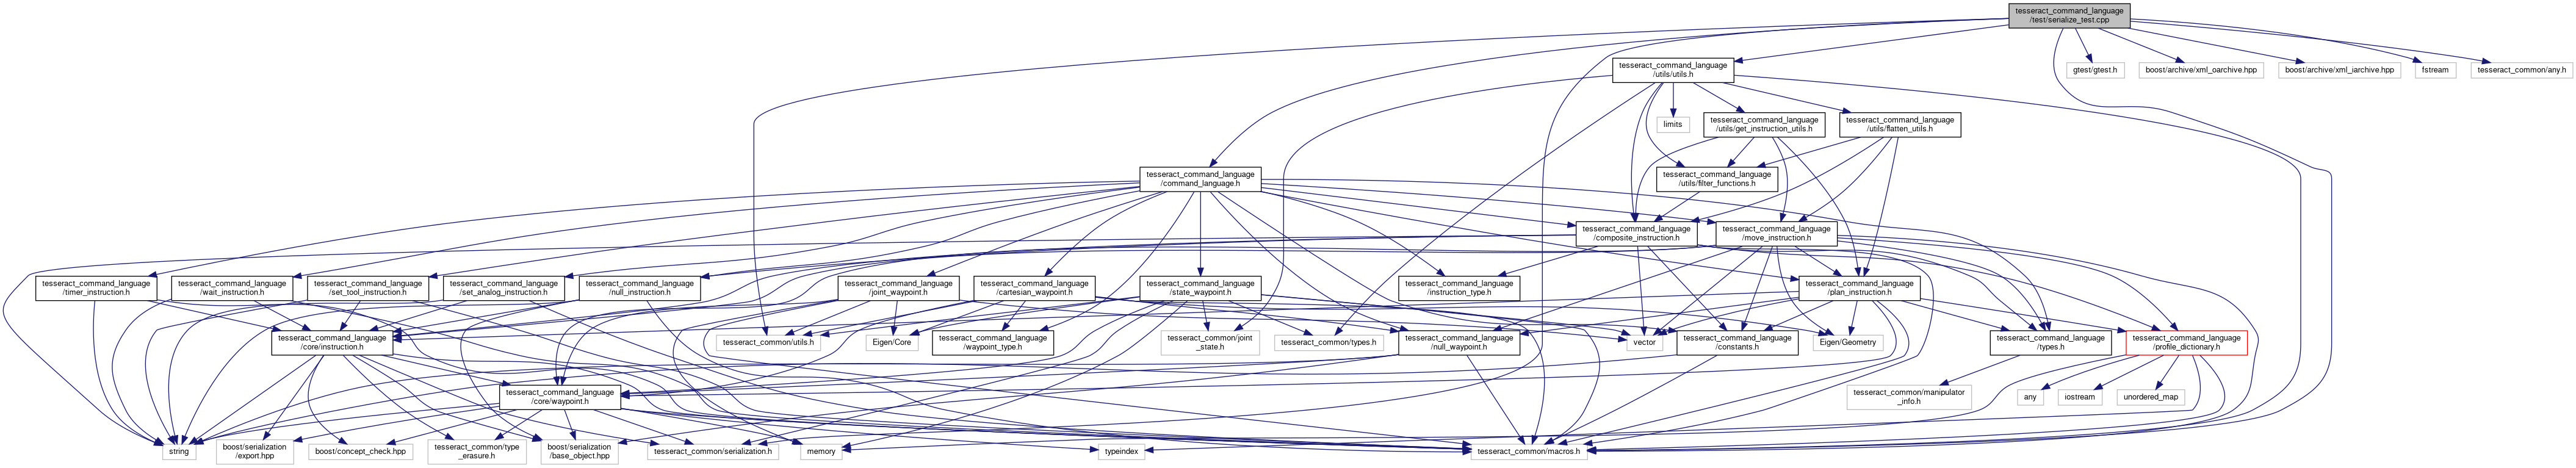 tesseract_command_language
/test/serialize_test.cpp
tesseract_command_language
/utils/utils.h
gtest/gtest.h
boost/archive/xml_oarchive.hpp
boost/archive/xml_iarchive.hpp
fstream
tesseract_common/any.h
limits
tesseract_command_language
/utils/get_instruction_utils.h
tesseract_command_language
/utils/flatten_utils.h
tesseract_command_language
/command_language.h
tesseract_command_language
/utils/filter_functions.h
tesseract_command_language
/composite_instruction.h
tesseract_command_language
/move_instruction.h
tesseract_command_language
/timer_instruction.h
tesseract_command_language
/wait_instruction.h
tesseract_command_language
/set_tool_instruction.h
tesseract_command_language
/set_analog_instruction.h
tesseract_command_language
/null_instruction.h
tesseract_command_language
/joint_waypoint.h
tesseract_command_language
/cartesian_waypoint.h
tesseract_command_language
/state_waypoint.h
tesseract_command_language
/instruction_type.h
tesseract_command_language
/plan_instruction.h
tesseract_command_language
/core/instruction.h
tesseract_common/utils.h
Eigen/Core
tesseract_command_language
/waypoint_type.h
tesseract_common/joint
_state.h
tesseract_common/types.h
tesseract_command_language
/null_waypoint.h
vector
tesseract_command_language
/constants.h
Eigen/Geometry
tesseract_command_language
/types.h
tesseract_command_language
/profile_dictionary.h
tesseract_command_language
/core/waypoint.h
tesseract_common/manipulator
_info.h
any
iostream
unordered_map
string
boost/serialization
/export.hpp
boost/concept_check.hpp
tesseract_common/type
_erasure.h
boost/serialization
/base_object.hpp
tesseract_common/serialization.h
memory
typeindex
tesseract_common/macros.h